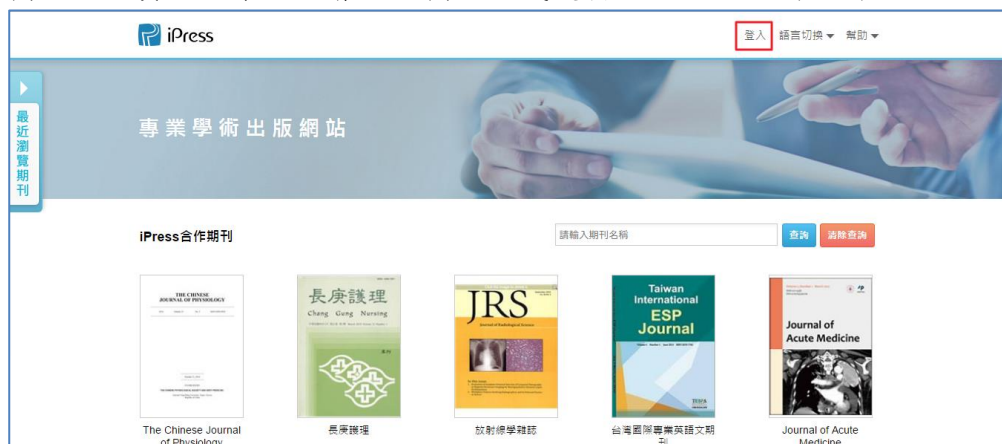 iPress
登入 語言切換 幫助
最近瀏覽期刊
專業學術出版網站
iPress合作期刊
請輸入期刊名稱
查詢 清除查詢
THE CHINESE
JOURNAL OF PHYSIOLOGY
長庚護理
Chang Gung Nursing
JRS
Journal of Radiological Sciences
Taiwan
International
ESP
Journal
Journal of
Acute Medicine
The Chinese Journal
of Physiology
長庚護理
放射線學雜誌
台灣國際專業英語文期
刊
Journal of Acute
Medicine